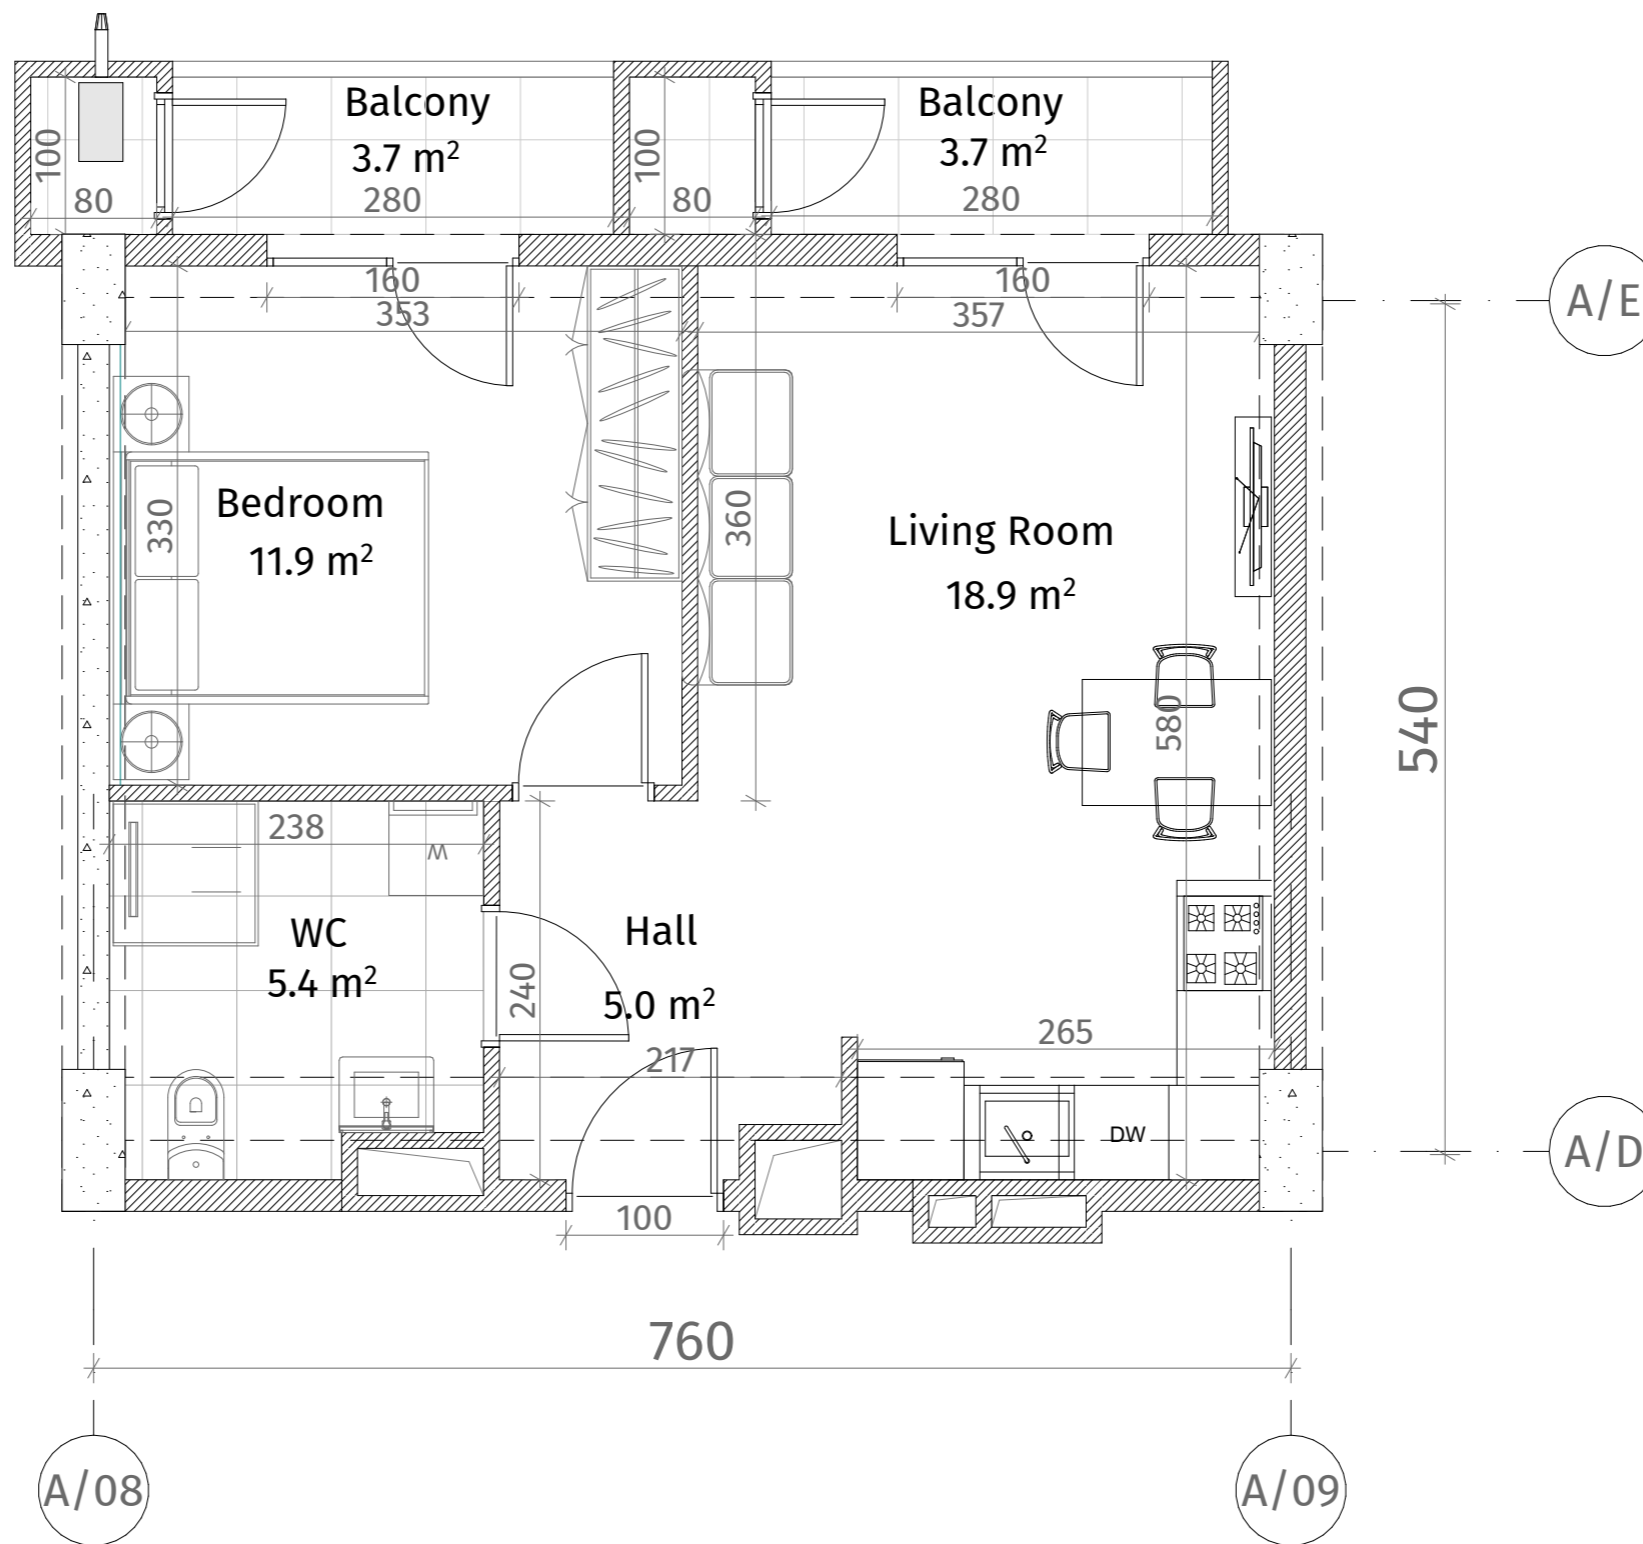 Balcony
3.7 m²
Balcony
3.7 m²
100
80
280
100
80
280
160
353
160
357
A/E
Bedroom
11.9 m²
330
360
Living Room
18.9 m²
580
540
238
W
WC
5.4 m²
Hall
5.0 m²
240
217
265
DW
A/D
100
760
A/08
A/09